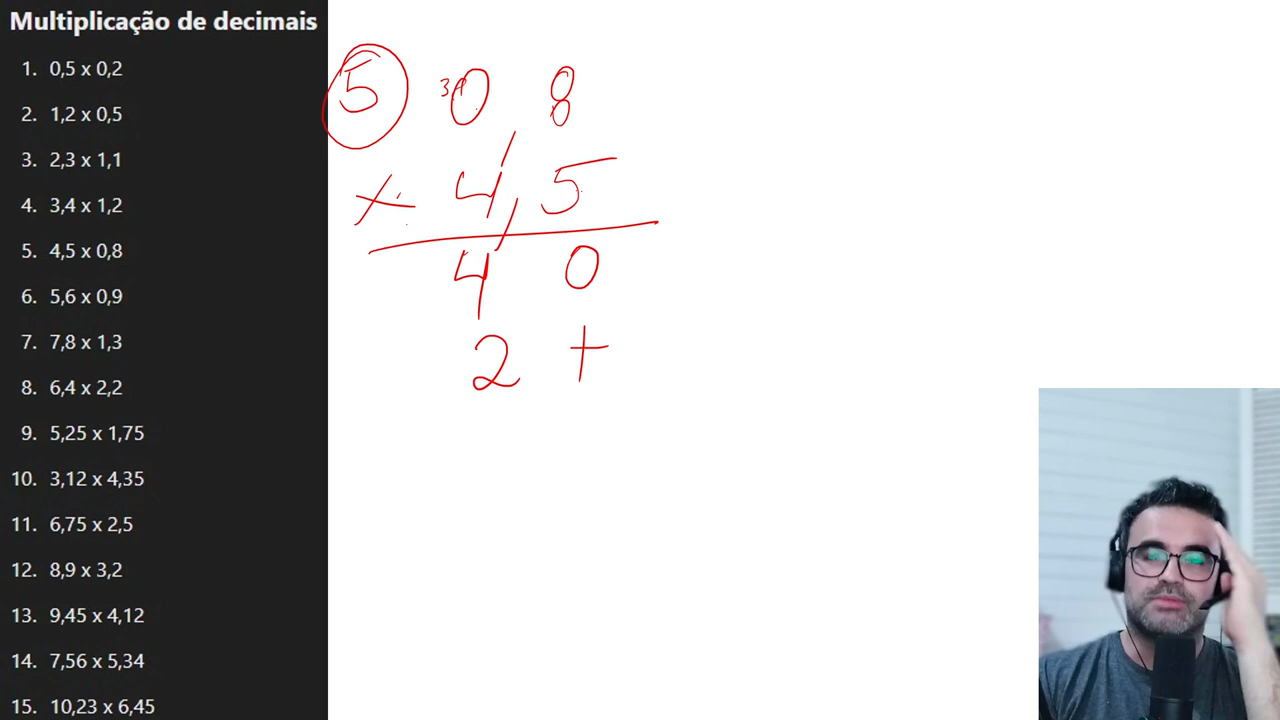 Multiplicação de decimais
1. 0,5 x 0,2
2. 1,2 x 0,5
3. 2,3 x 1,1
4. 3,4 x 1,2
5. 4,5 x 0,8
6. 5,6 x 0,9
7. 7,8 x 1,3
8. 6,4 x 2,2
9. 5,25 x 1,75
10. 3,12 x 4,35
11. 6,75 x 2,5
12. 8,9 x 3,2
13. 9,45 x 4,12
14. 7,56 x 5,34
15. 10,23 x 6,45
5 0 8
x 4,5
4 0
2 +